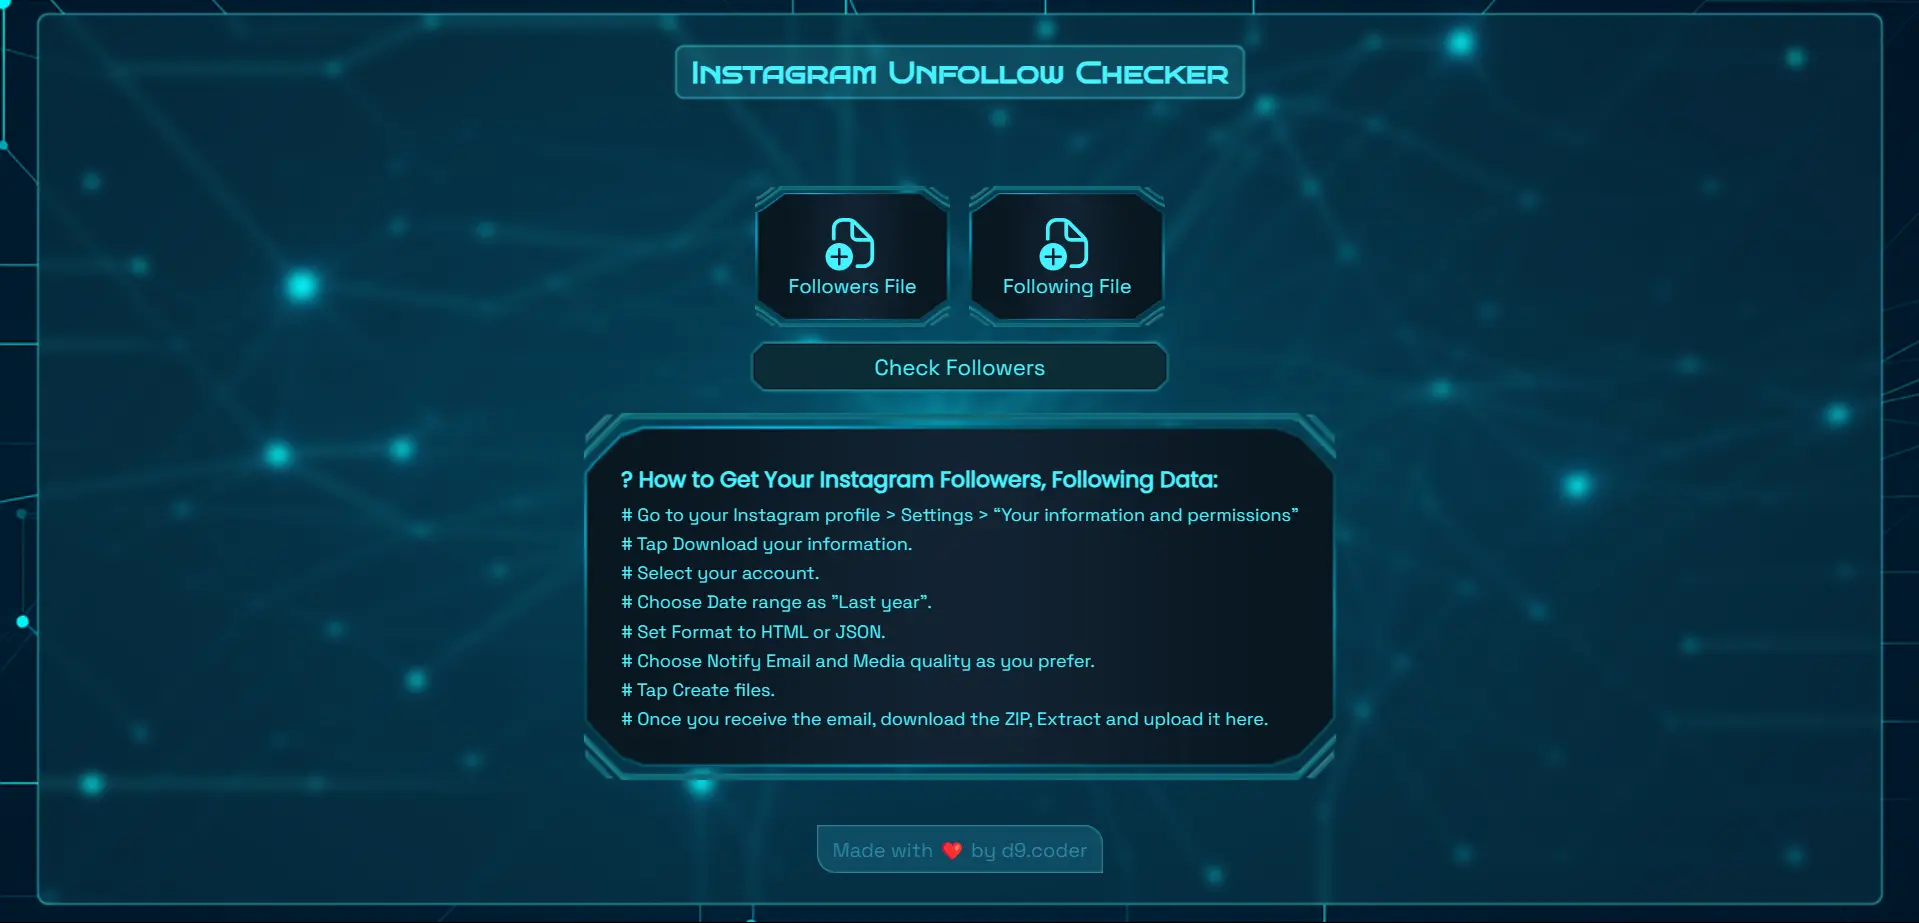 Instagram Unfollow Checker
Followers File
Following File
Check Followers
? How to Get Your Instagram Followers, Following Data:
# Go to your Instagram profile > Settings > “Your information and permissions”
# Tap Download your information.
# Select your account.
# Choose Date range as ”Last year”.
# Set Format to HTML or JSON.
# Choose Notify Email and Media quality as you prefer.
# Tap Create files.
# Once you receive the email, download the ZIP, Extract and upload it here.
Made with ❤️ by d9.coder